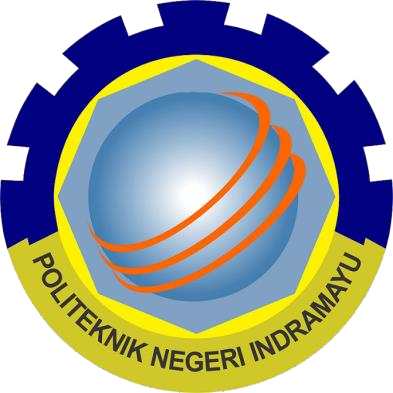 POLITEKNIK NEGERI INDRAMAYU